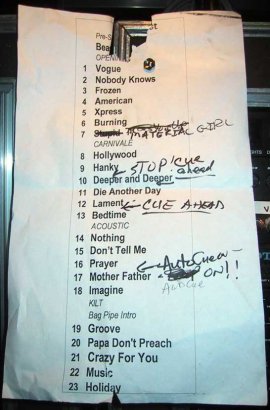 Pre-S
Bea
OPENIN
1 Vogue
2 Nobody Knows
3 Frozen
4 American
5 Xpress
6 Burning
7 Stupid MATERIAL GIRL
CARNIVALE
8 Hollywood
9 Hanky STOP! CUE
10 Deeper and Deeper ahead
11 Die Another Day
12 Lament CUE AHEAD
13 Bedtime
ACOUSTIC
14 Nothing
15 Don't Tell Me
16 Prayer AutoCue
17 Mother Father ON!!
AutoCue
18 Imagine
KILT
Bag Pipe Intro
19 Groove
20 Papa Don't Preach
21 Crazy For You
22 Music
23 Holiday